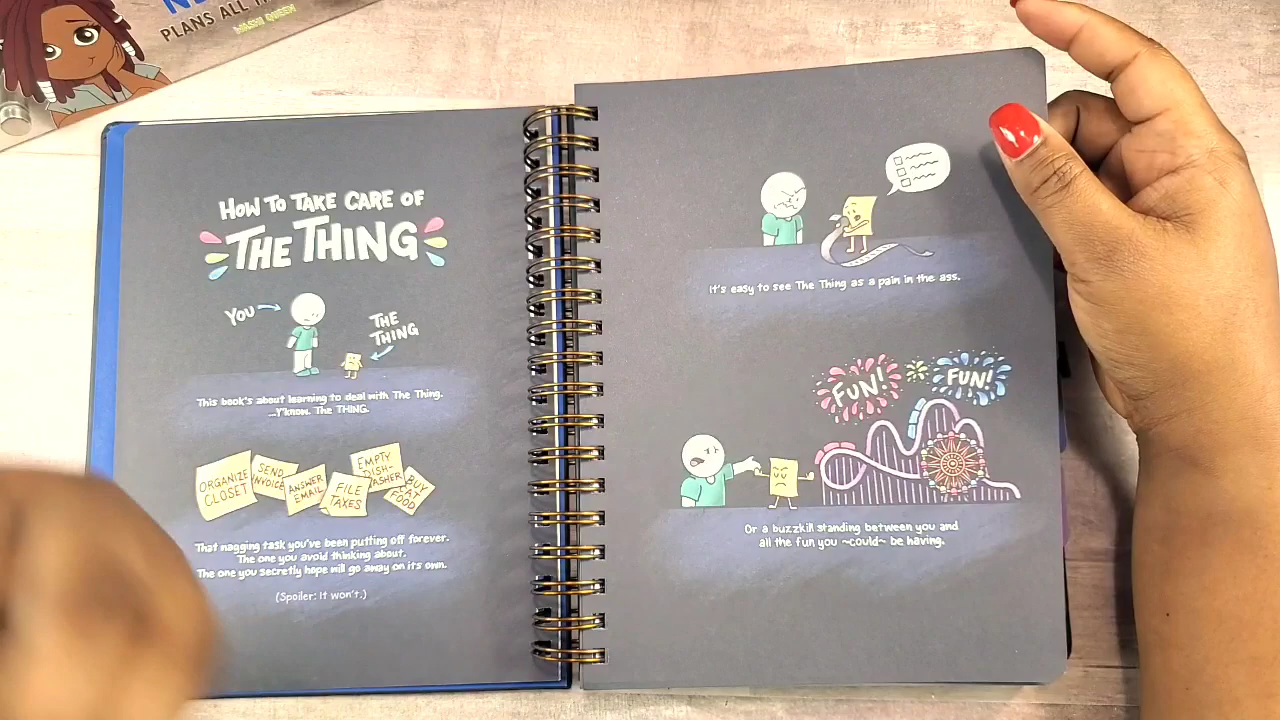 PLANS ALL T
WASHI QUEEN
HOW TO TAKE CARE OF
THE THING
YOU
THE
THING
This book's about learning to deal with The Thing.
...Y'know. The THING.
ORGANIZE
CLOSET
SEND
INVOICE
ANSWER
EMAIL
FILE
TAXES
EMPTY
DISH-
WASHER
BUY
CAT
FOOD
That nagging task you've been putting off forever.
The one you avoid thinking about.
The one you secretly hope will go away on its own.
(Spoiler: It won't.)
It's easy to see The Thing as a pain in the ass.
FUN! FUN!
Or a buzzkill standing between you and
all the fun you ~could~ be having.